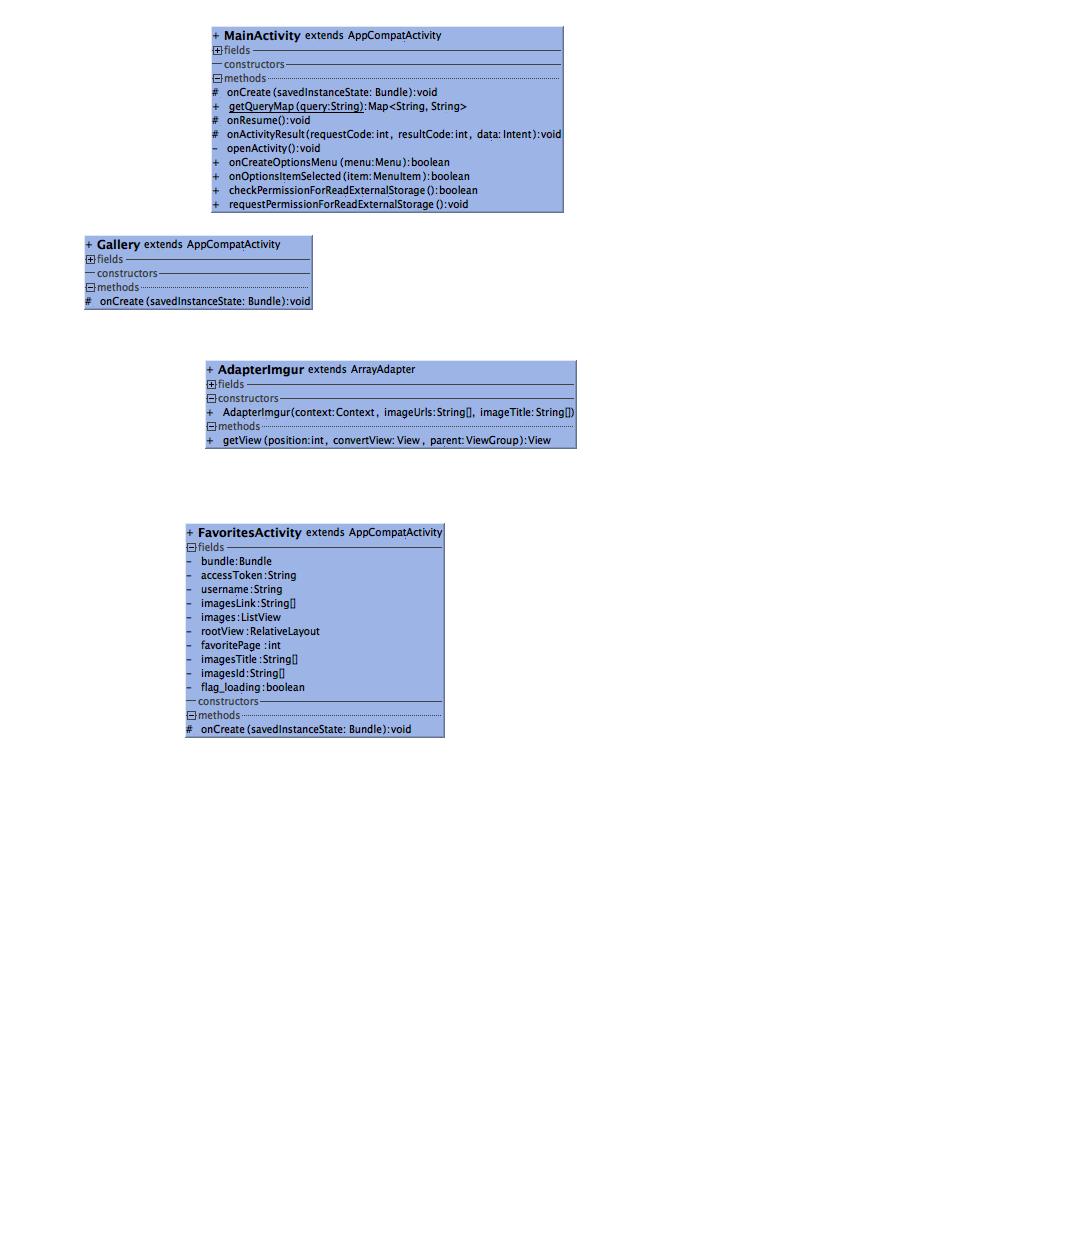 + MainActivity extends AppCompatActivity
fields
constructors
methods
# onCreate(savedInstanceState: Bundle):void
+ getQueryMap(query:String):Map<String, String>
# onResume():void
# onActivityResult(requestCode:int, resultCode:int, data:Intent):void
- openActivity():void
+ onCreateOptionsMenu(menu:Menu):boolean
+ onOptionsItemSelected(item:MenuItem):boolean
+ checkPermissionForReadExternalStorage():boolean
+ requestPermissionForReadExternalStorage():void
+ Gallery extends AppCompatActivity
fields
constructors
methods
# onCreate(savedInstanceState: Bundle):void
+ AdapterImgur extends ArrayAdapter
fields
constructors
+ AdapterImgur(context:Context, imageUrls:String[], imageTitle:String[])
methods
+ getView(position:int, convertView:View, parent:ViewGroup):View
+ FavoritesActivity extends AppCompatActivity
fields
- bundle:Bundle
- accessToken:String
- username:String
- imagesLink:String[]
- images:ListView
- rootView:RelativeLayout
- favoritePage:int
- imagesTitle:String[]
- imagesId:String[]
- flag_loading:boolean
constructors
methods
# onCreate(savedInstanceState: Bundle):void